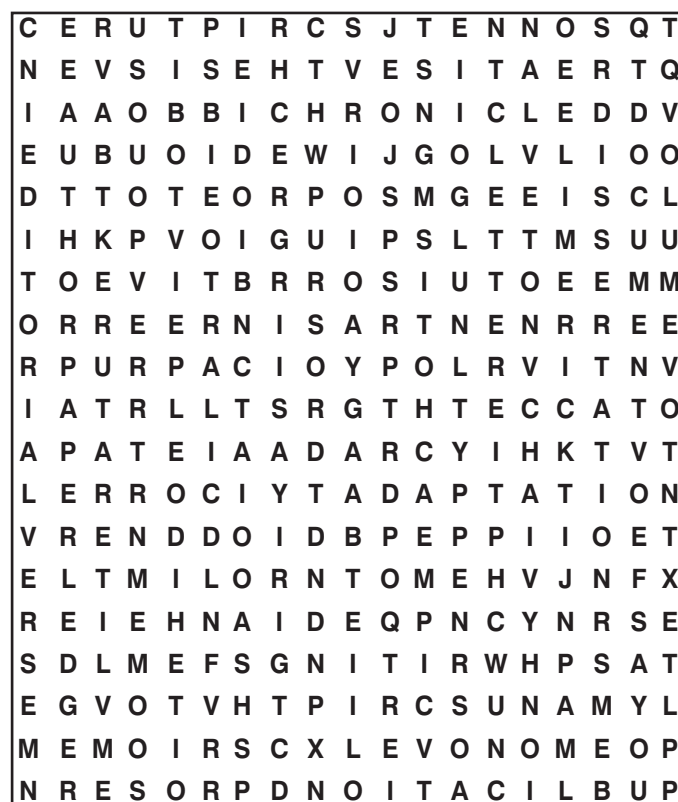 C E R U T P I R C S J T E N N O S Q T
N E V S I S E H T V E S I T A E R T Q
I A A O B B I C H R O N I C L E D D V
E U B U O I D E W I J G O L V L I O O
D T T O T E O R P O S M G E E I S C L
I H K P V O I G U I P S L T T M S U U
T O E V I T B R R O S I U T O E E M M
O R R E E R N I S A R T N E N R R E E
R P U R P A C I O Y P O L R V I T N V
I A T R L L T S R G T H T E C C A T O
A P A T E I A A D A R C Y I H K T V T
L E R R O C I Y T A D A P T A T I O N
V R E N D D O I D B P E P P I I O E T
E L T M I L O R N T O M E H V J N F X
R E I E H N A I D E Q P N C Y N R S E
S D L M E F S G N I T I R W H P S A T
E G V O T V H T P I R C S U N A M Y L
M E M O I R S C X L E V O N O M E O P
N R E S O R P D N O I T A C I L B U P